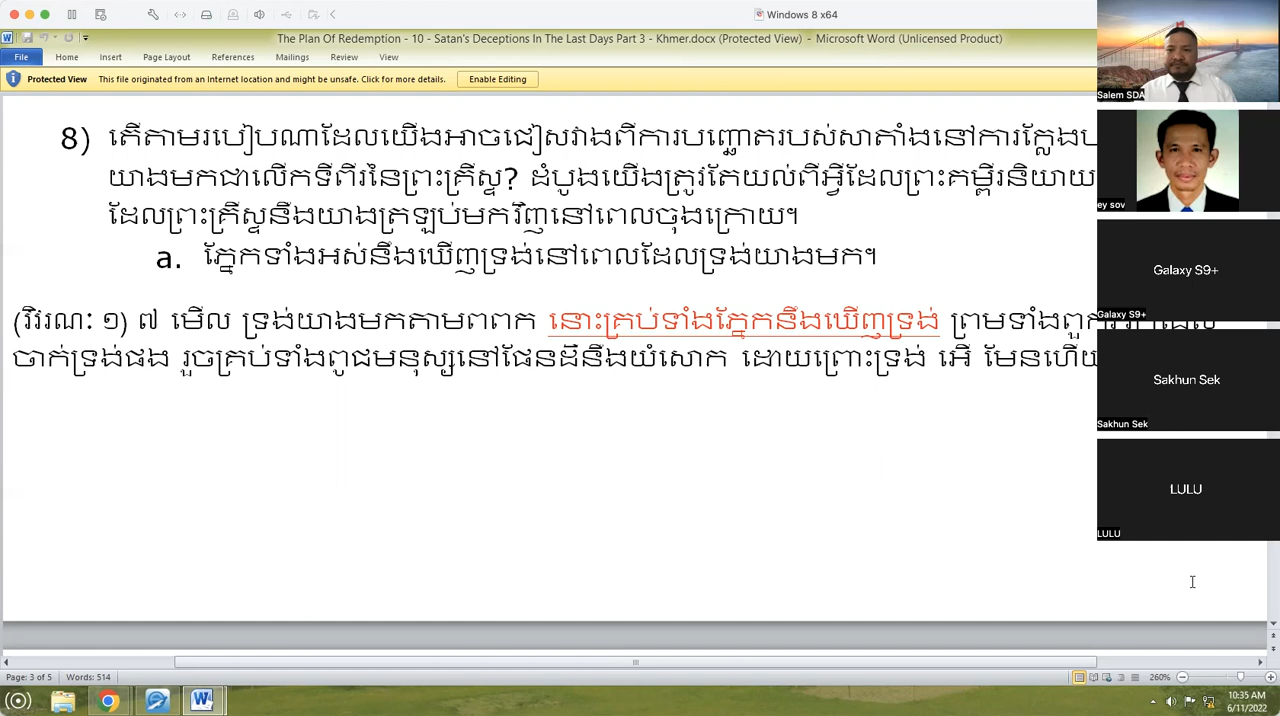 Windows 8 x64
The Plan Of Redemption - 10 - Satan's Deceptions In The Last Days Part 3 - Khmer.docx (Protected View) - Microsoft Word (Unlicensed Product)
File Home Insert Page Layout References Mailings Review View
Protected View This file originated from an Internet location and might be unsafe. Click for more details. Enable Editing
8) តើតាមរបៀបណាដែលយើងអាចជៀសវាងពីការបញ្ឆោតរបស់សាតាំងនៅការក្លែង
យាងមកជាលើកទីពីរនៃព្រះគ្រីស្ទ? ដំបូងយើងត្រូវតែយល់ពីអ្វីដែលព្រះគម្ពីរនិយាយ
ដែលព្រះគ្រីស្ទនឹងយាងត្រឡប់មកវិញនៅពេលចុងក្រោយ។
a. ភ្នែកទាំងអស់នឹងឃើញទ្រង់នៅពេលដែលទ្រង់យាងមក។
(វិវរណៈ ១) ៧ មើល ទ្រង់យាងមកតាមពពក នោះគ្រប់ទាំងភ្នែកនឹងឃើញទ្រង់ ព្រមទាំងពួក
ចាក់ទ្រង់ផង រួចគ្រប់ទាំងពូជមនុស្សនៅផែនដីនឹងយំសោក ដោយព្រោះទ្រង់ អើ មែនហើយ
Salem SDA
ey sov
Galaxy S9+
Galaxy S9+
Sakhun Sek
Sakhun Sek
LULU
LULU
Page: 3 of 5 Words: 514 260%
10:35 AM
6/11/2022